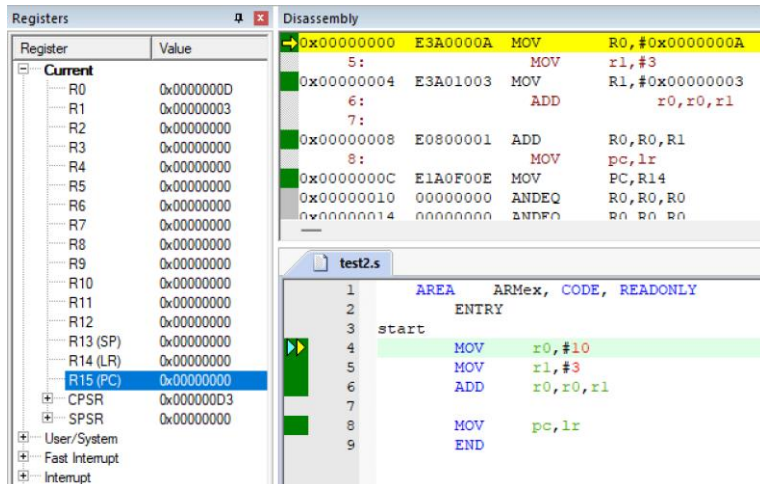 Registers
Register Value
Current
R0 0x0000000D
R1 0x00000003
R2 0x00000000
R3 0x00000000
R4 0x00000000
R5 0x00000000
R6 0x00000000
R7 0x00000000
R8 0x00000000
R9 0x00000000
R10 0x00000000
R11 0x00000000
R12 0x00000000
R13 (SP) 0x00000000
R14 (LR) 0x00000000
R15 (PC) 0x00000000
CPSR 0x000000D3
SPSR 0x00000000
User/System
Fast Interrupt
Interrupt
Disassembly
0x00000000 E3A0000A MOV R0,#0x0000000A
5: MOV r1,#3
0x00000004 E3A01003 MOV R1,#0x00000003
6: ADD r0,r0,r1
7:
0x00000008 E0800001 ADD R0,R0,R1
8: MOV pc,lr
0x0000000C E1A0F00E MOV PC,R14
0x00000010 00000000 ANDEQ R0,R0,R0
0x00000014 00000000 ANDEQ R0,R0,R0
test2.s
1 AREA ARMex, CODE, READONLY
2 ENTRY
3 start
4 MOV r0,#10
5 MOV r1,#3
6 ADD r0,r0,r1
7
8 MOV pc,lr
9 END